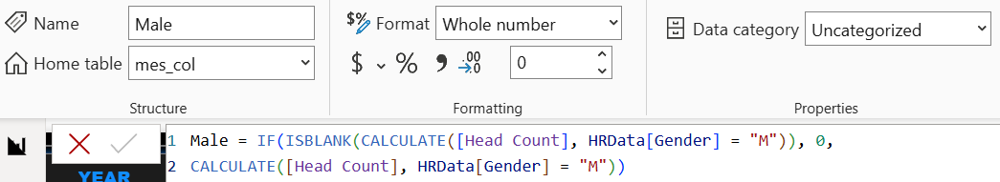 Name Male
Format Whole number
Data category Uncategorized
Home table mes_col
$ % .00 →0 0
Structure
Formatting
Properties
1 Male = IF(ISBLANK(CALCULATE([Head Count], HRData[Gender] = "M")), 0,
2 CALCULATE([Head Count], HRData[Gender] = "M"))
YEAR